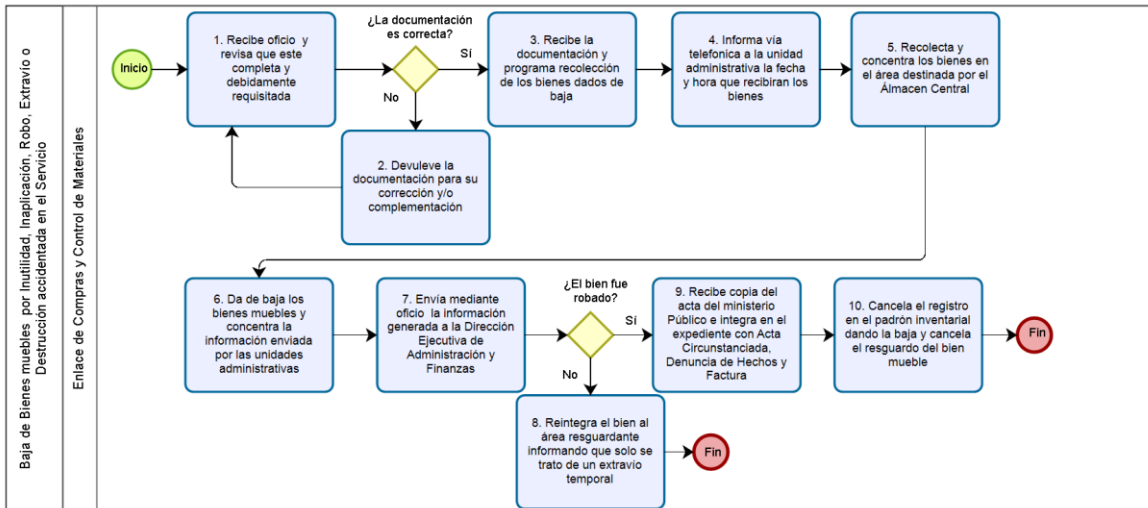 Baja de Bienes muebles por Inutilidad, Inaplicación, Robo, Extravío o
Destrucción accidentada en el Servicio
Enlace de Compras y Control de Materiales
Inicio
1. Recibe oficio y
revisa que este
completa y
debidamente
requisitada
¿La documentación
es correcta?
Sí
No
2. Devuleve la
documentación para su
corrección y/o
complementación
3. Recibe la
documentación y
programa recolección
de los bienes dados de
baja
4. Informa vía
telefonica a la unidad
administrativa la fecha
y hora que recibiran los
bienes
5. Recolecta y
concentra los bienes en
el área destinada por el
Álmacen Central
6. Da de baja los
bienes muebles y
concentra la
información enviada
por las unidades
administrativas
7. Envía mediante
oficio la información
generada a la Dirección
Ejecutiva de
Administración y
Finanzas
¿El bien fue
robado?
Sí
No
8. Reintegra el bien al
área resguardante
informando que solo se
trato de un extravío
temporal
Fin
9. Recibe copia del
acta del ministerio
Público e integra en el
expediente con Acta
Circunstanciada,
Denuncia de Hechos y
Factura
10. Cancela el registro
en el padrón inventarial
dando la baja y cancela
el resguardo del bien
mueble
Fin